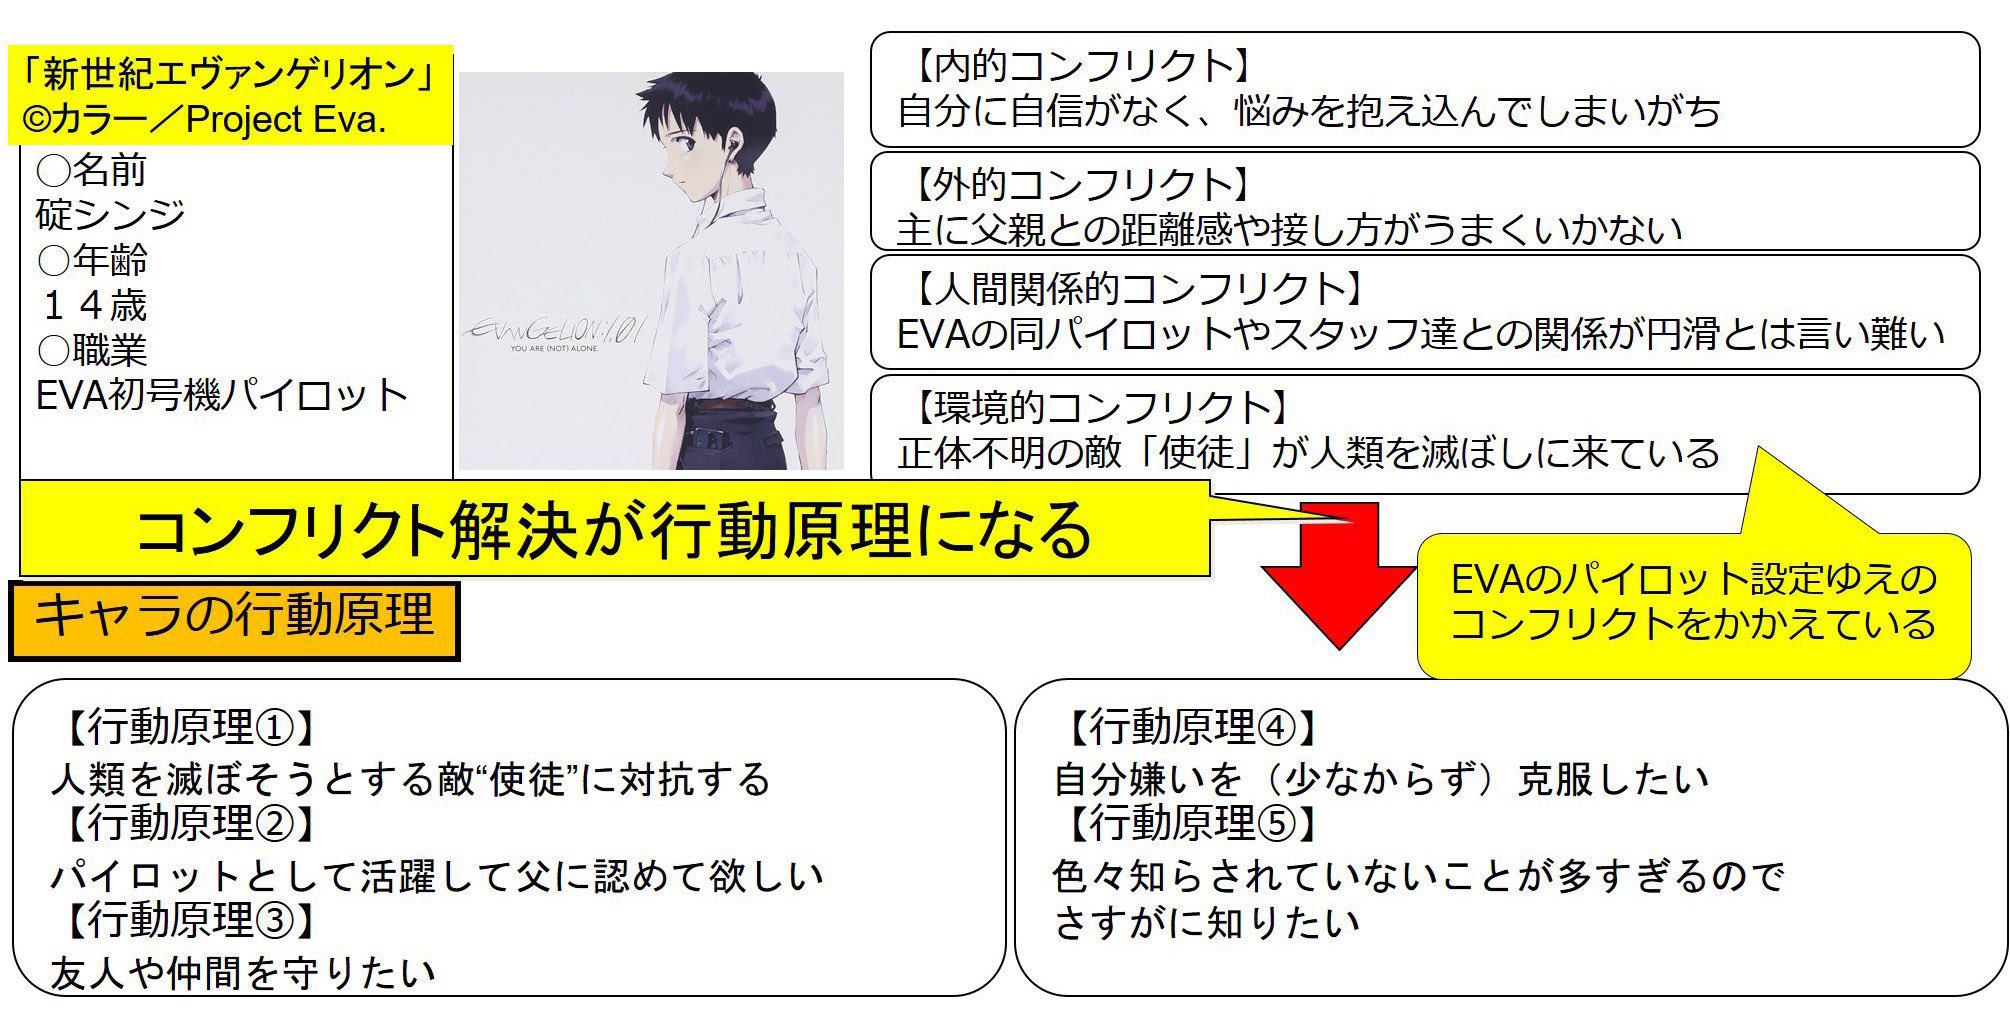 「新世紀エヴァンゲリオン」
©カラー／Project Eva.
○名前
碇シンジ
○年齢
１４歳
○職業
EVA初号機パイロット
EVANGELION:1.01
YOU ARE (NOT) ALONE.
【内的コンフリクト】
自分に自信がなく、悩みを抱え込んでしまいがち
【外的コンフリクト】
主に父親との距離感や接し方がうまくいかない
【人間関係的コンフリクト】
EVAの同パイロットやスタッフ達との関係が円滑とは言い難い
【環境的コンフリクト】
正体不明の敵「使徒」が人類を滅ぼしに来ている
コンフリクト解決が行動原理になる
EVAのパイロット設定ゆえの
コンフリクトをかかえている
キャラの行動原理
【行動原理①】
人類を滅ぼそうとする敵“使徒”に対抗する
【行動原理②】
パイロットとして活躍して父に認めて欲しい
【行動原理③】
友人や仲間を守りたい
【行動原理④】
自分嫌いを（少なからず）克服したい
【行動原理⑤】
色々知らされていないことが多すぎるので
さすがに知りたい